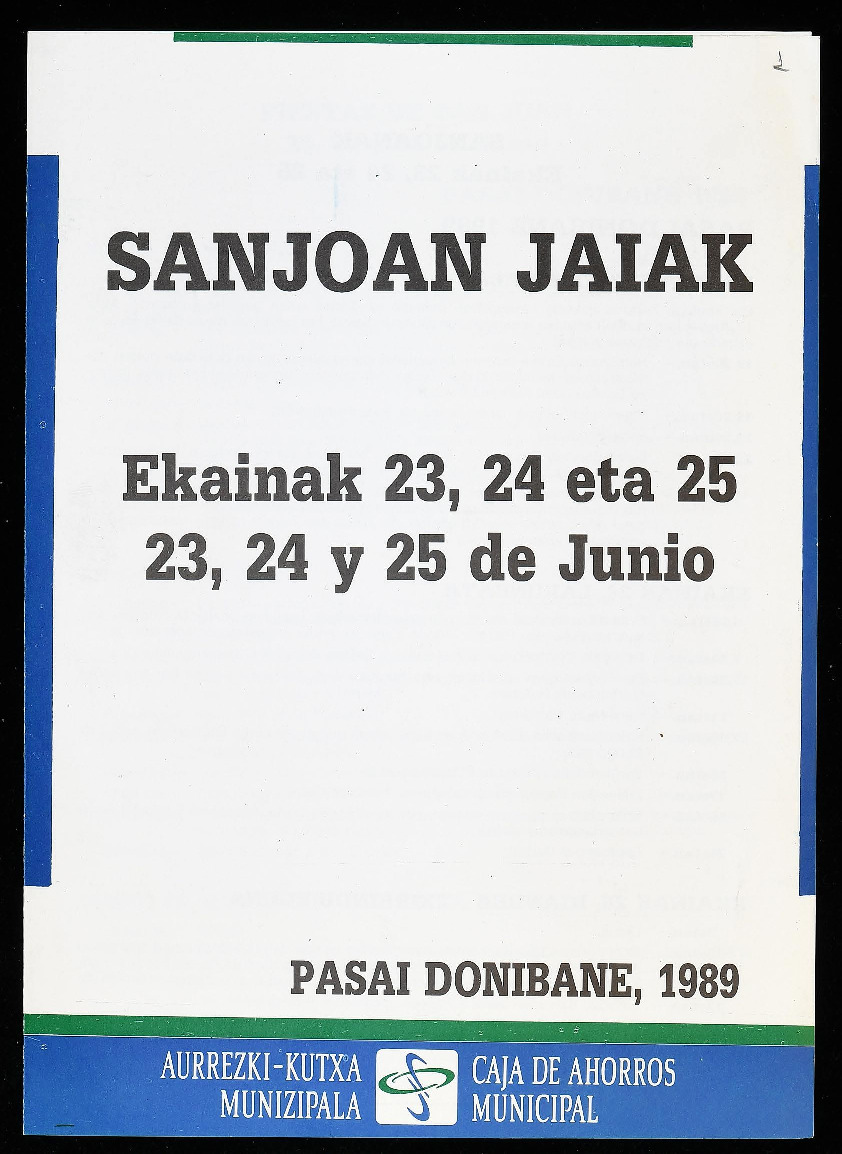 1
SANJOAN JAIAK
Ekainak 23, 24 eta 25
23, 24 y 25 de Junio
PASAI DONIBANE, 1989
AURREZKI-KUTXA
MUNIZIPALA
CAJA DE AHORROS
MUNICIPAL